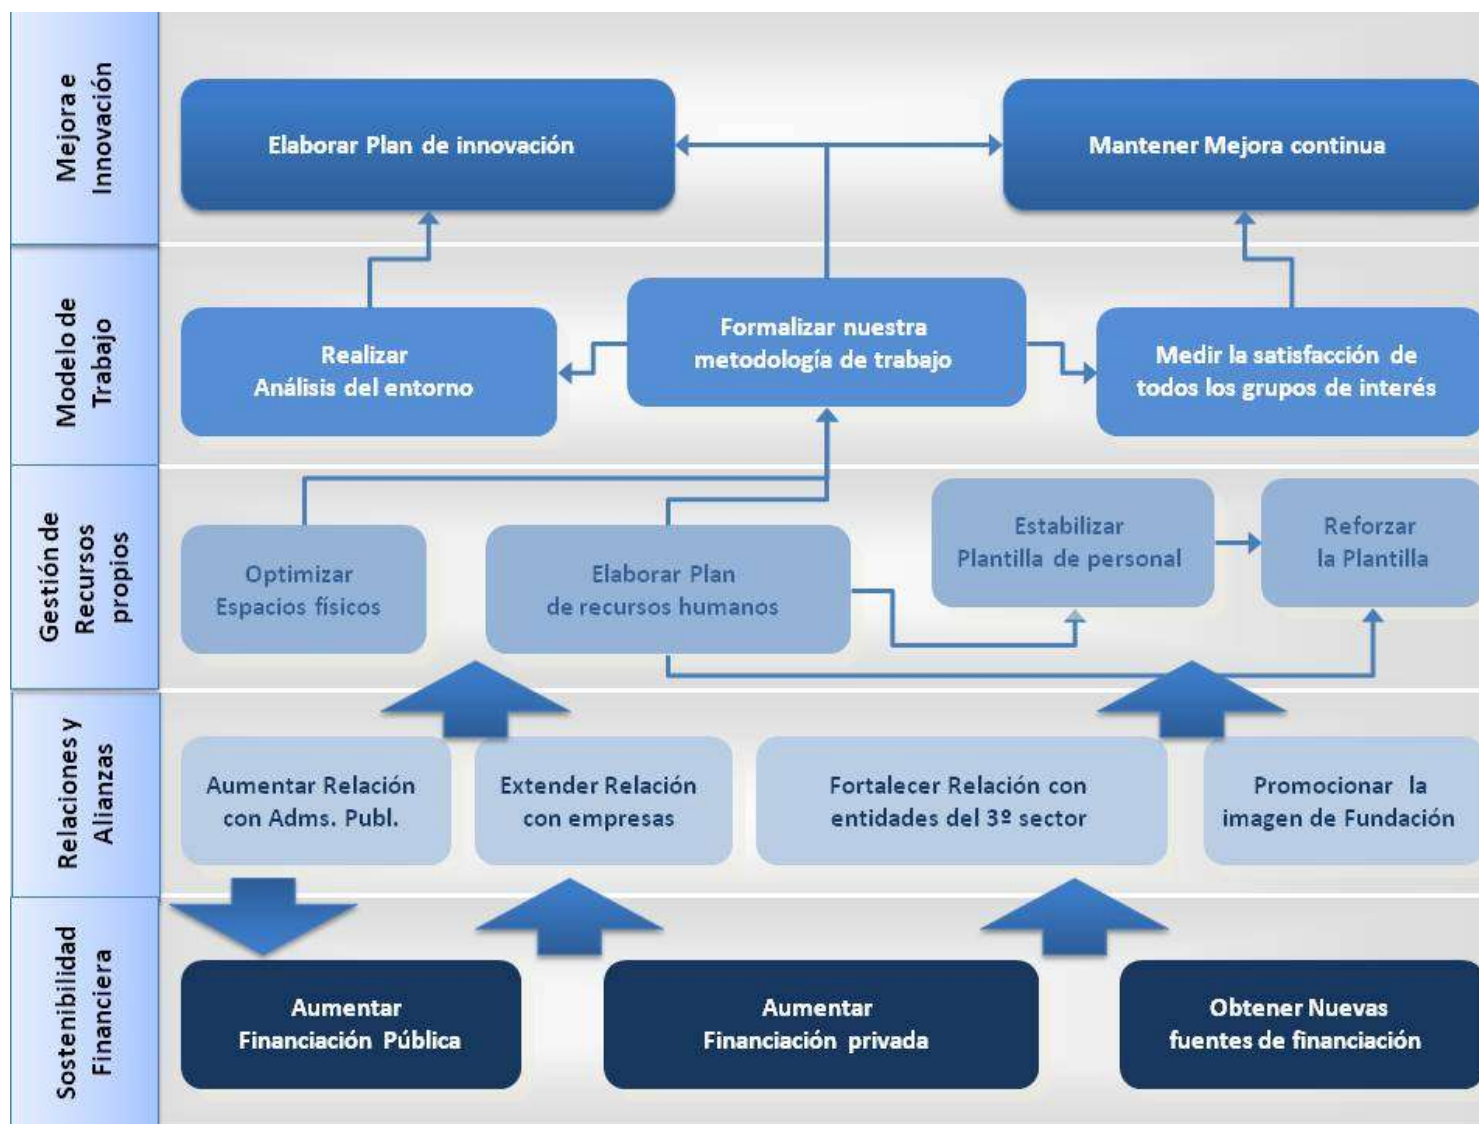 Mejora e
Innovación
Elaborar Plan de innovación
Mantener Mejora continua
Modelo de
Trabajo
Realizar
Análisis del entorno
Formalizar nuestra
metodología de trabajo
Medir la satisfacción de
todos los grupos de interés
Gestión de
Recursos
propios
Optimizar
Espacios físicos
Elaborar Plan
de recursos humanos
Estabilizar
Plantilla de personal
Reforzar
la Plantilla
Relaciones y
Alianzas
Aumentar Relación
con Adms. Publ.
Extender Relación
con empresas
Fortalecer Relación con
entidades del 3º sector
Promocionar la
imagen de Fundación
Sostenibilidad
Financiera
Aumentar
Financiación Pública
Aumentar
Financiación privada
Obtener Nuevas
fuentes de financiación